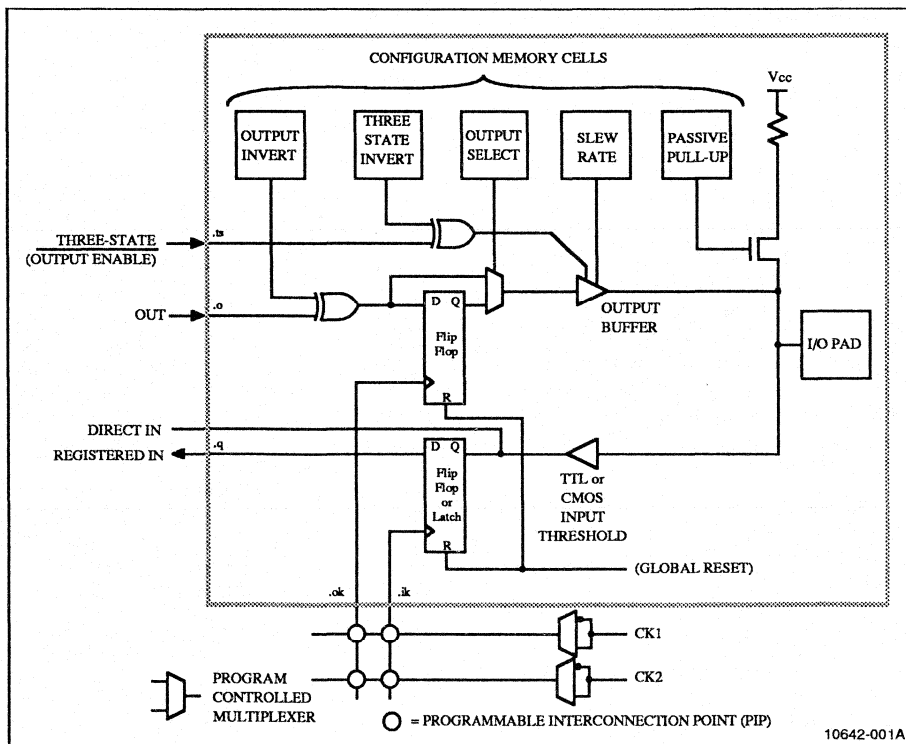 CONFIGURATION MEMORY CELLS
Vcc
OUTPUT
INVERT
THREE
STATE
INVERT
OUTPUT
SELECT
SLEW
RATE
PASSIVE
PULL-UP
THREE-STATE
(OUTPUT ENABLE)
.ts
OUT
.o
D Q
Flip
Flop
R
OUTPUT
BUFFER
I/O PAD
DIRECT IN
REGISTERED IN
.q
D Q
Flip
Flop
or
Latch
R
TTL or
CMOS
INPUT
THRESHOLD
(GLOBAL RESET)
.ok
.ik
CK1
CK2
PROGRAM
CONTROLLED
MULTIPLEXER
= PROGRAMMABLE INTERCONNECTION POINT (PIP)
10642-001A